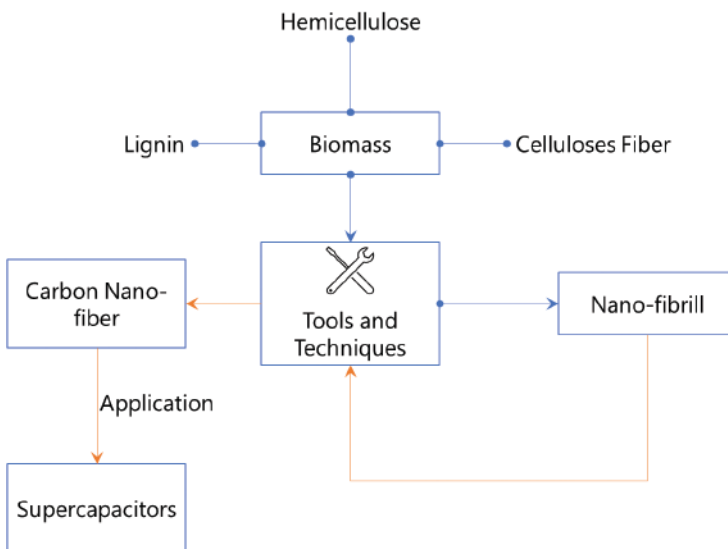 Hemicellulose
Lignin
Biomass
Celluloses Fiber
Carbon Nano-
fiber
Tools and
Techniques
Nano-fibrill
Application
Supercapacitors